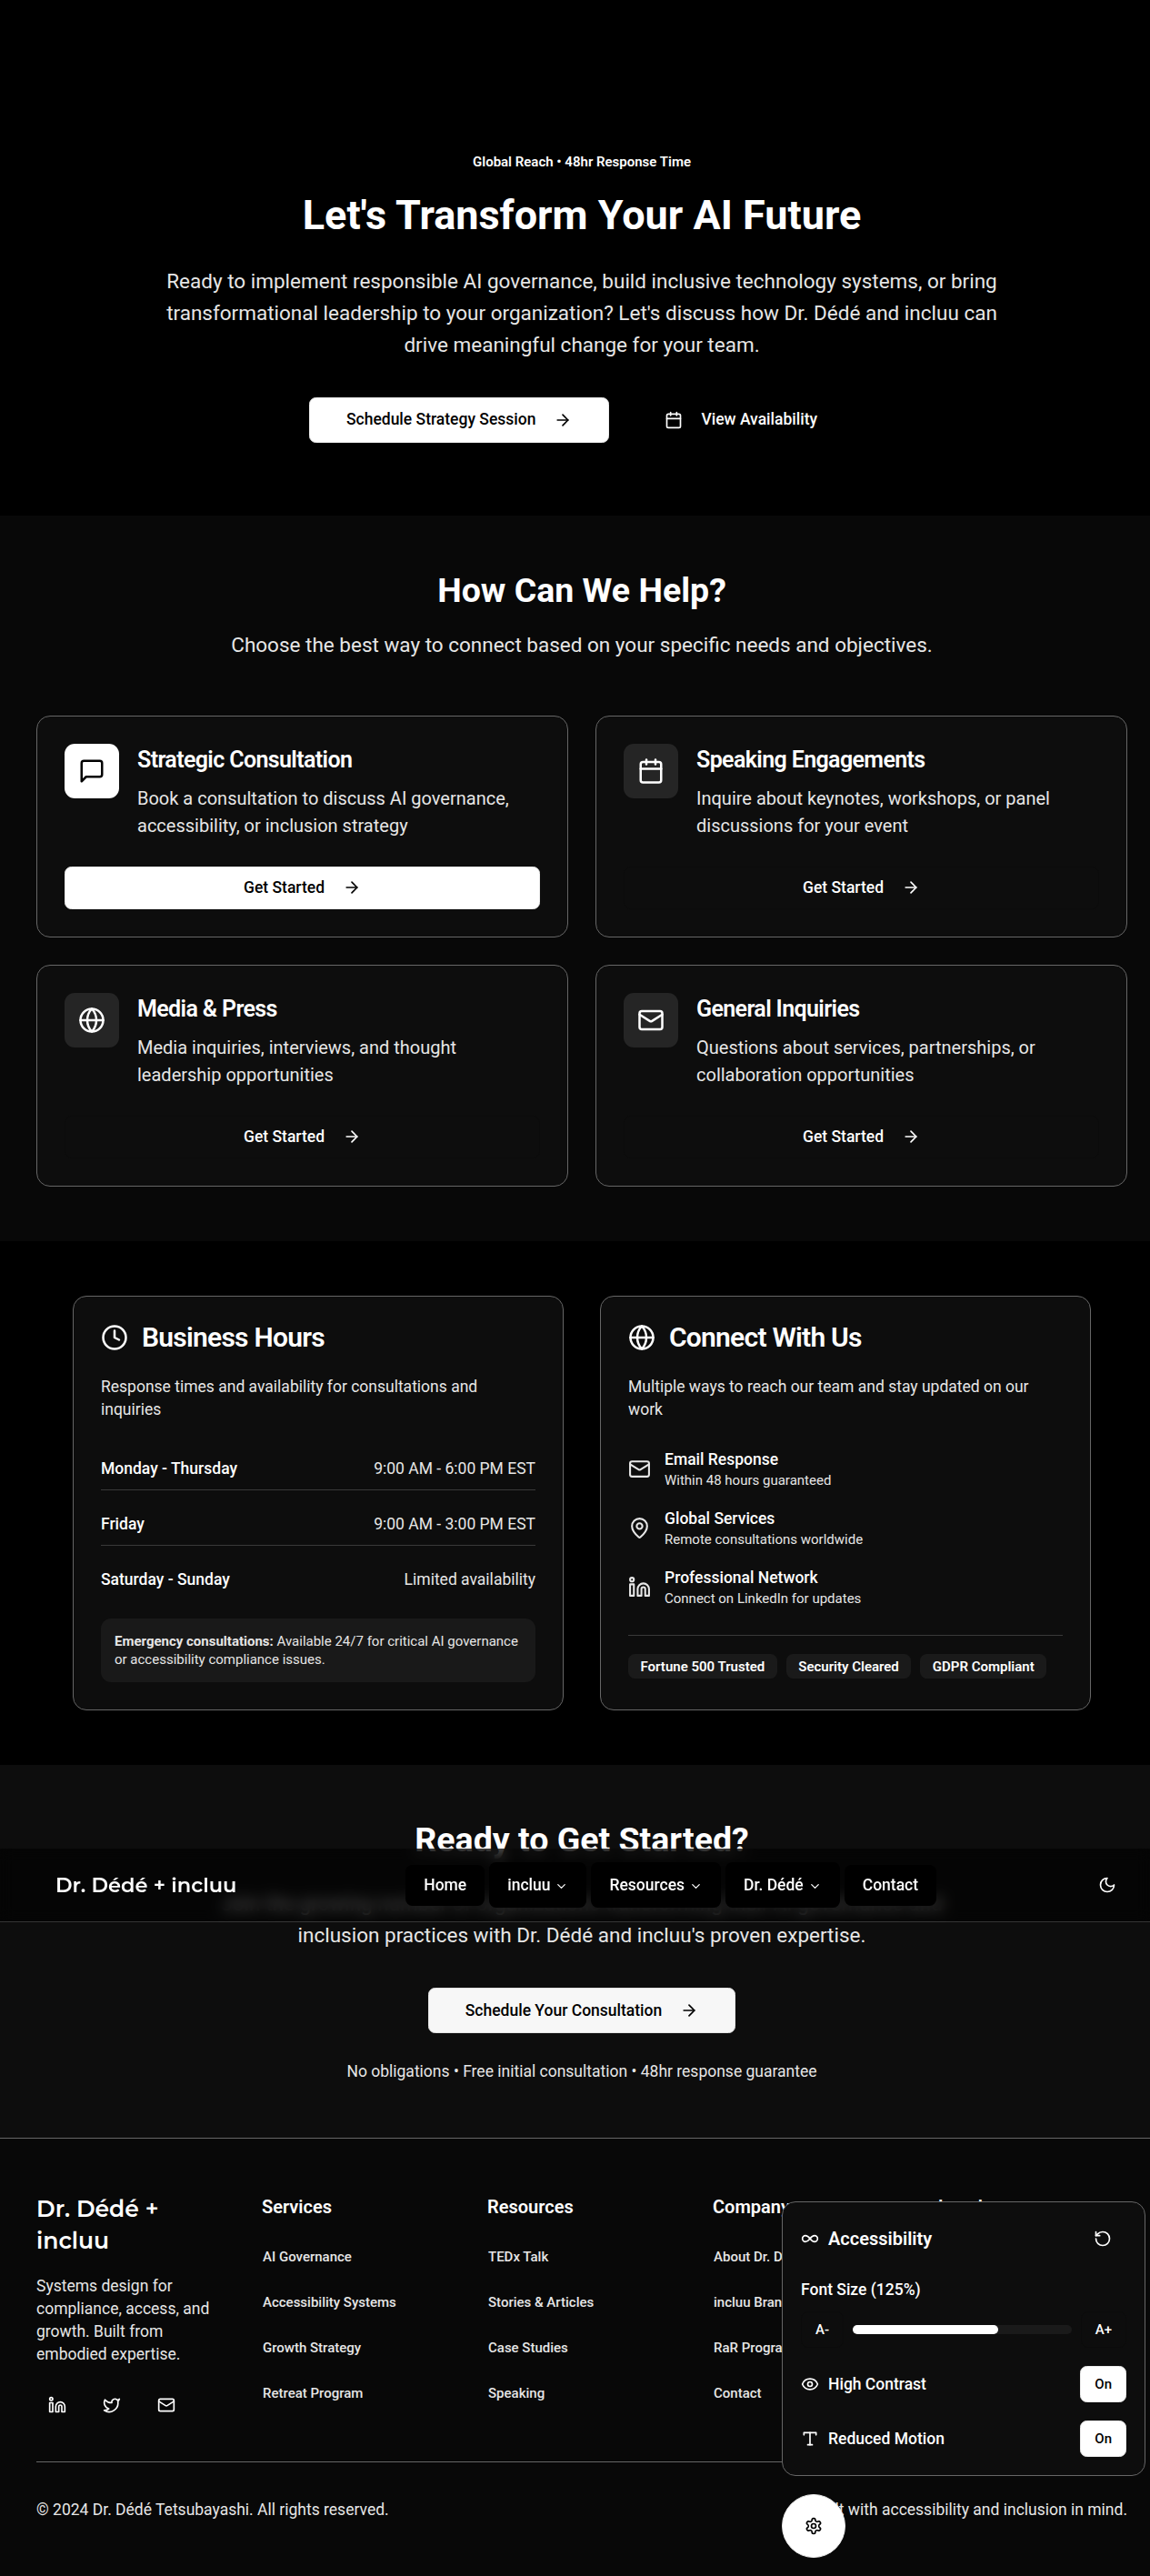 Global Reach • 48hr Response Time
Let's Transform Your AI Future
Ready to implement responsible AI governance, build inclusive technology systems, or bring
transformational leadership to your organization? Let's discuss how Dr. Dédé and incluu can
drive meaningful change for your team.
Schedule Strategy Session
View Availability
How Can We Help?
Choose the best way to connect based on your specific needs and objectives.
Strategic Consultation
Book a consultation to discuss AI governance,
accessibility, or inclusion strategy
Get Started
Speaking Engagements
Inquire about keynotes, workshops, or panel
discussions for your event
Get Started
Media & Press
Media inquiries, interviews, and thought
leadership opportunities
Get Started
General Inquiries
Questions about services, partnerships, or
collaboration opportunities
Get Started
Business Hours
Response times and availability for consultations and
inquiries
Monday - Thursday 9:00 AM - 6:00 PM EST
Friday 9:00 AM - 3:00 PM EST
Saturday - Sunday Limited availability
Emergency consultations: Available 24/7 for critical AI governance
or accessibility compliance issues.
Connect With Us
Multiple ways to reach our team and stay updated on our
work
Email Response
Within 48 hours guaranteed
Global Services
Remote consultations worldwide
Professional Network
Connect on LinkedIn for updates
Fortune 500 Trusted Security Cleared GDPR Compliant
Ready to Get Started?
Dr. Dédé + incluu Home incluu Resources Dr. Dédé Contact
inclusion practices with Dr. Dédé and incluu's proven expertise.
Schedule Your Consultation
No obligations • Free initial consultation • 48hr response guarantee
Dr. Dédé +
incluu
Systems design for
compliance, access, and
growth. Built from
embodied expertise.
Services
AI Governance
Accessibility Systems
Growth Strategy
Retreat Program
Resources
TEDx Talk
Stories & Articles
Case Studies
Speaking
Company
About Dr. D
incluu Bran
RaR Progra
Contact
Accessibility
Font Size (125%)
A- A+
High Contrast On
Reduced Motion On
© 2024 Dr. Dédé Tetsubayashi. All rights reserved.
with accessibility and inclusion in mind.